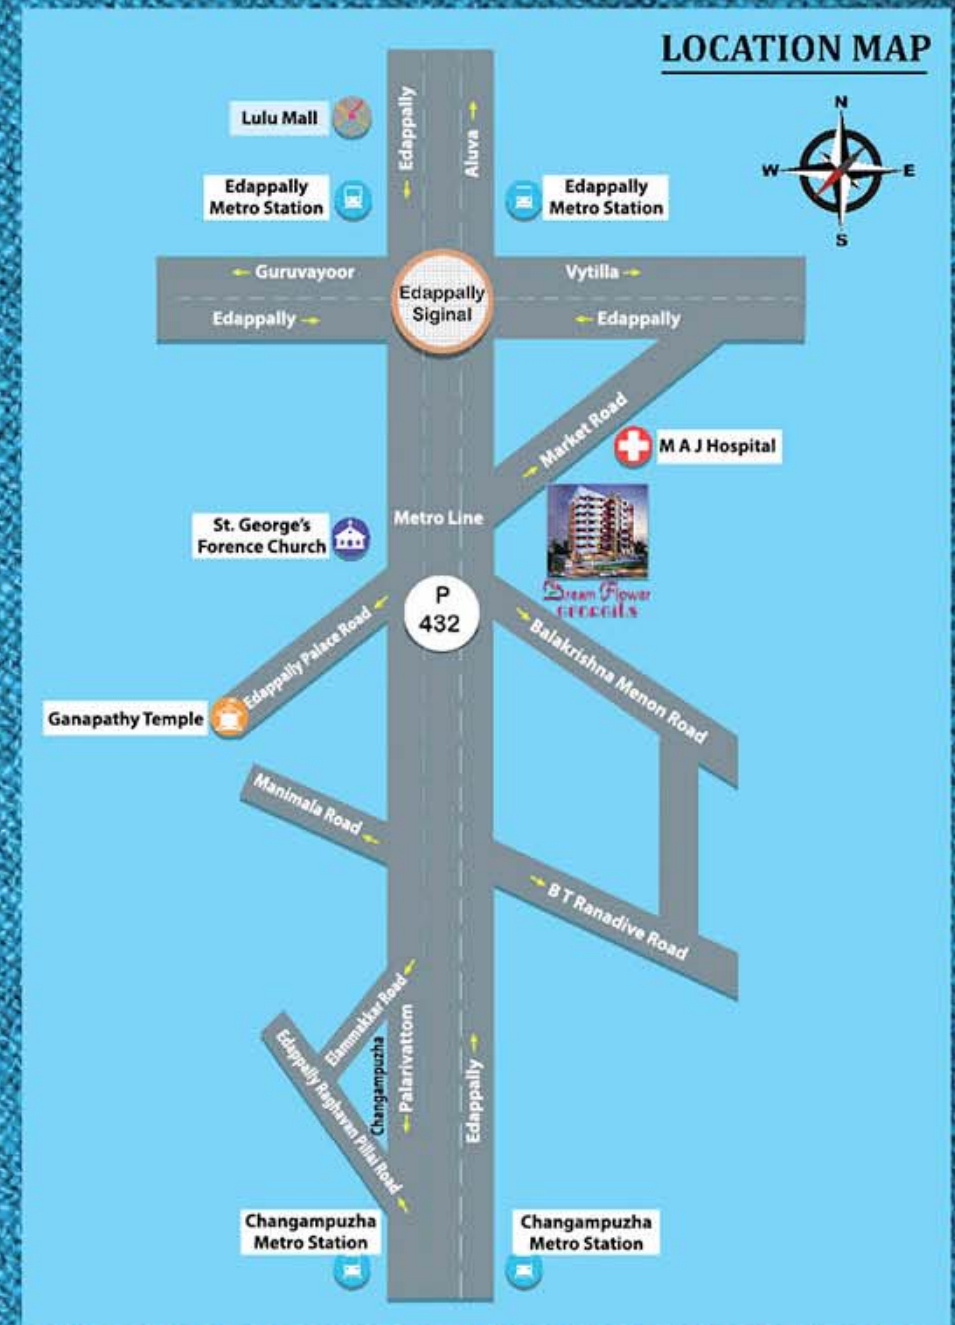 LOCATION MAP
N
W
E
S
Edappally
Aluva
Lulu Mall
Edappally
Metro Station
Edappally
Metro Station
Guruvayoor
Vytilla
Edappally
Siginal
Edappally
Edappally
Market Road
M A J Hospital
Metro Line
St. George's
Forence Church
Dream Flower
GEORGIES
P
432
Edappally Palace Road
Balakrishna Menon Road
Ganapathy Temple
Manimala Road
B T Ranadive Road
Elammakkar Road
Changampuzha
Palarivattom
Edappally
Edappally Raghavan Pillai Road
Changampuzha
Metro Station
Changampuzha
Metro Station